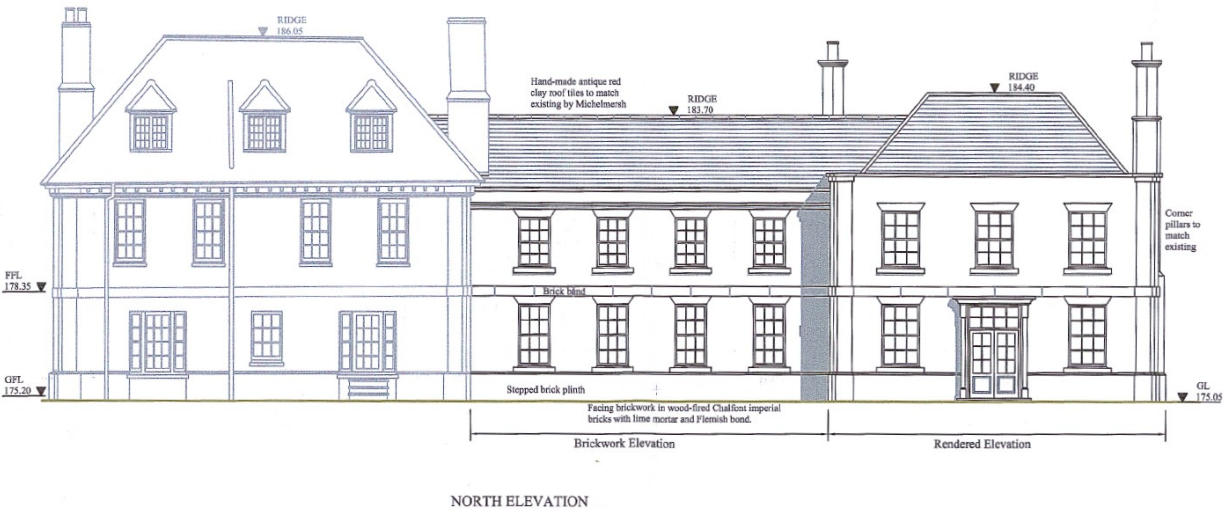 RIDGE
186.05
Hand-made antique red
clay roof tiles to match
existing by Michelmersh
RIDGE
183.70
RIDGE
184.40
Corner
pillars to
match
existing
FFL
178.35
Brick band
GFL
175.20
Stepped brick plinth
GL
175.05
Facing brickwork in wood-fired Chalfont imperial
bricks with lime mortar and Flemish bond.
Brickwork Elevation
Rendered Elevation
NORTH ELEVATION